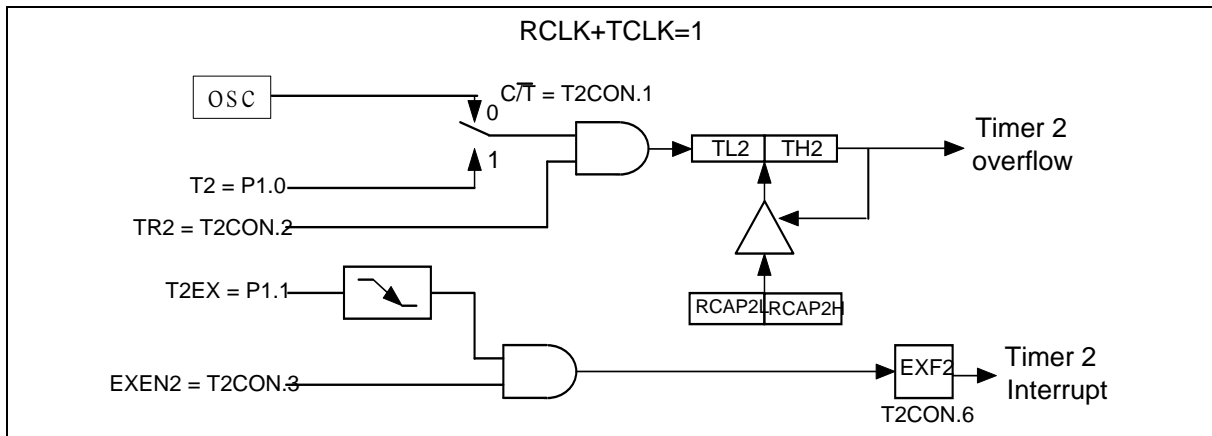 RCLK+TCLK=1
OSC
C/T̅ = T2CON.1
0
1
T2 = P1.0
TR2 = T2CON.2
TL2 TH2
Timer 2
overflow
T2EX = P1.1
RCAP2L RCAP2H
EXEN2 = T2CON.3
EXF2
T2CON.6
Timer 2
Interrupt